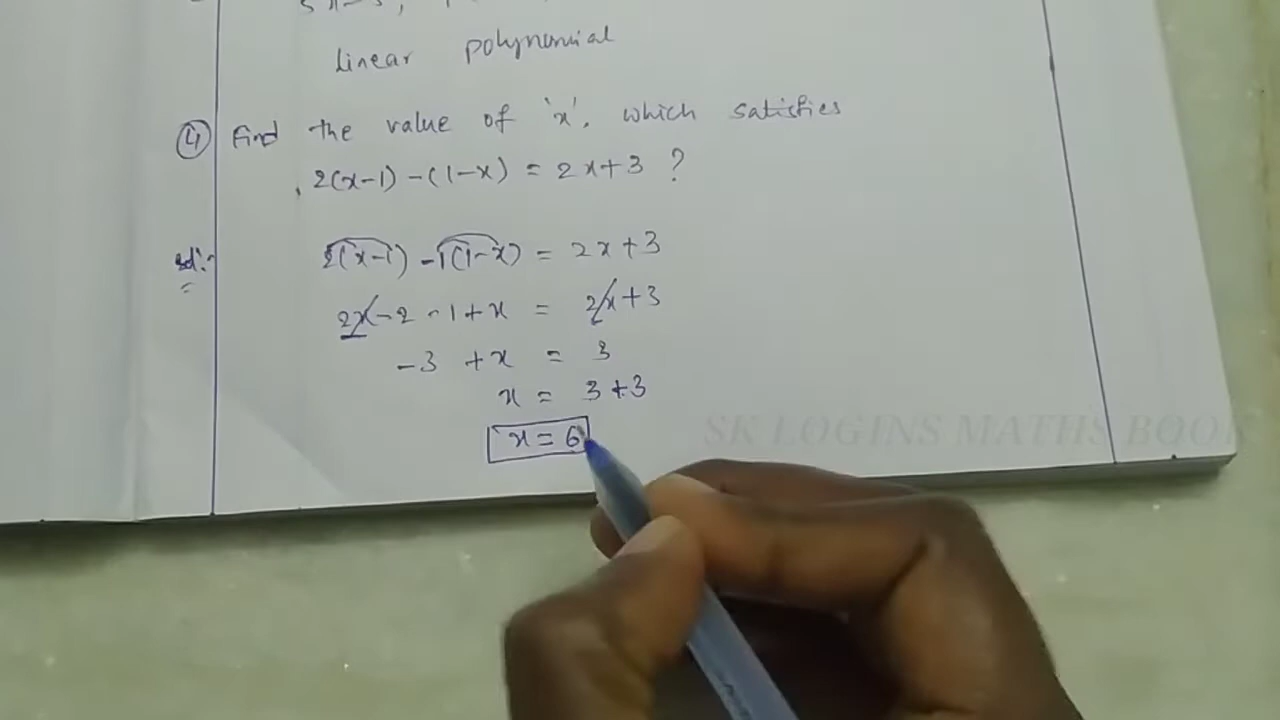 linear polynomial
④ Find the value of 'x', which satisfies
2(x-1) -(1-x) = 2x+3 ?
sol:-
2(x-1) -1(1-x) = 2x+3
2x-2 -1+x = 2x+3
-3 +x = 3
x = 3+3
x = 6
SK LOGINS MATHS BOOK